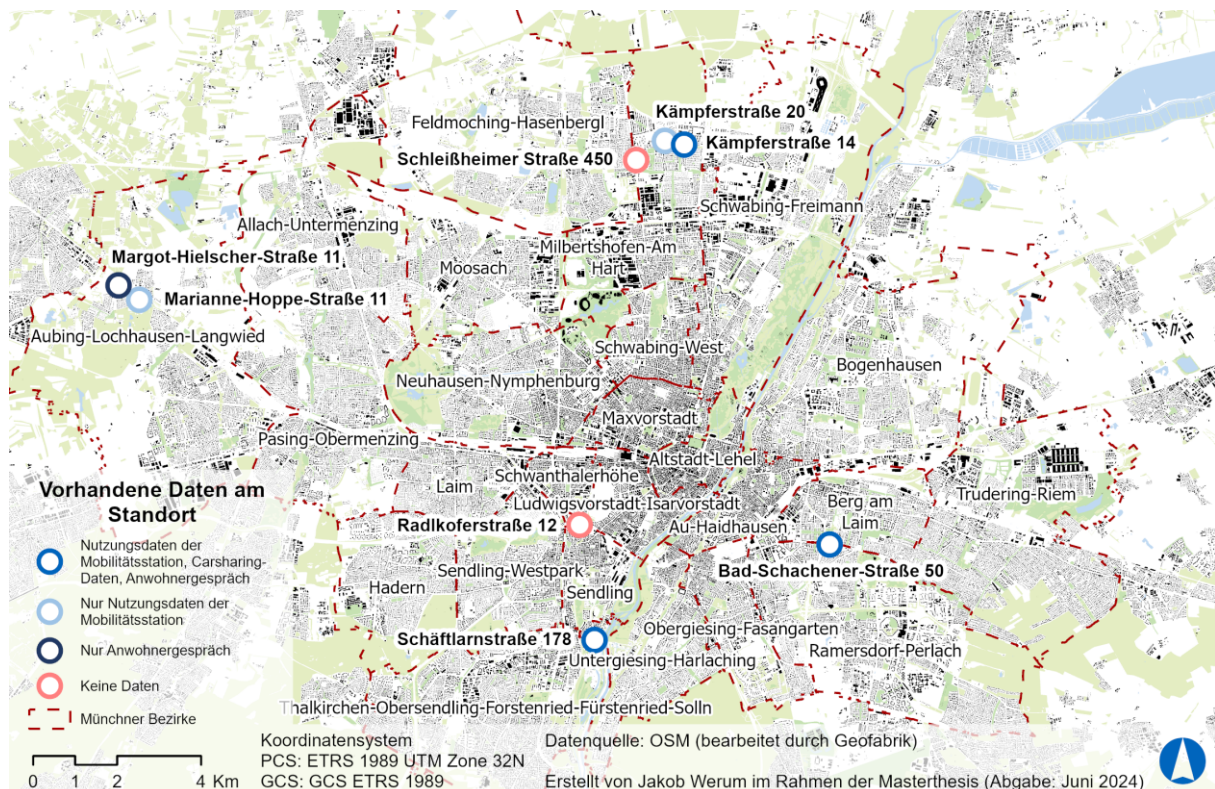 Kämpferstraße 20
Feldmoching-Hasenbergl
Kämpferstraße 14
Schleißheimer Straße 450
Schwabing-Freimann
Allach-Untermenzing
Milbertshofen-Am
Hart
Margot-Hielscher-Straße 11
Moosach
Marianne-Hoppe-Straße 11
Aubing-Lochhausen-Langwied
Schwabing-West
Bogenhausen
Neuhausen-Nymphenburg
Maxvorstadt
Pasing-Obermenzing
Altstadt-Lehel
Schwanthalerhöhe
Laim
Trudering-Riem
Ludwigsvorstadt-Isarvorstadt
Berg am
Laim
Radlkoferstraße 12
Au-Haidhausen
Bad-Schachener-Straße 50
Sendling-Westpark
Hadern
Sendling
Obergiesing-Fasangarten
Schäftlarnstraße 178
Ramersdorf-Perlach
Untergiesing-Harlaching
Thalkirchen-Obersendling-Forstenried-Fürstenried-Solln
Vorhandene Daten am
Standort
Nutzungsdaten der
Mobilitätsstation, Carsharing-
Daten, Anwohnergespräch
Nur Nutzungsdaten der
Mobilitätsstation
Nur Anwohnergespräch
Keine Daten
Münchner Bezirke
0 1 2 4 Km
Koordinatensystem
PCS: ETRS 1989 UTM Zone 32N
GCS: GCS ETRS 1989
Datenquelle: OSM (bearbeitet durch Geofabrik)
Erstellt von Jakob Werum im Rahmen der Masterthesis (Abgabe: Juni 2024)